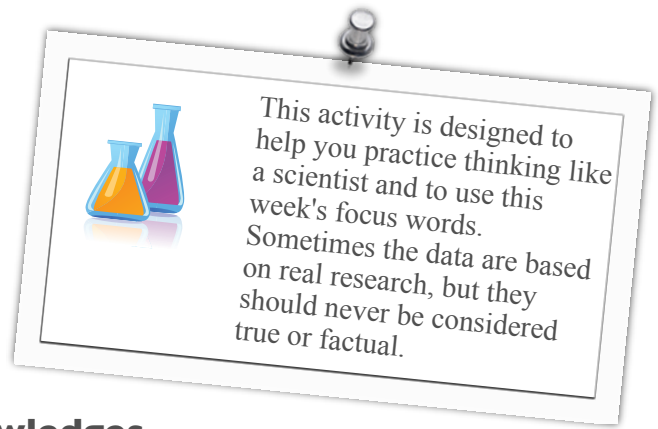 This activity is designed to
help you practice thinking like
a scientist and to use this
week's focus words.
Sometimes the data are based
on real research, but they
should never be considered
true or factual.